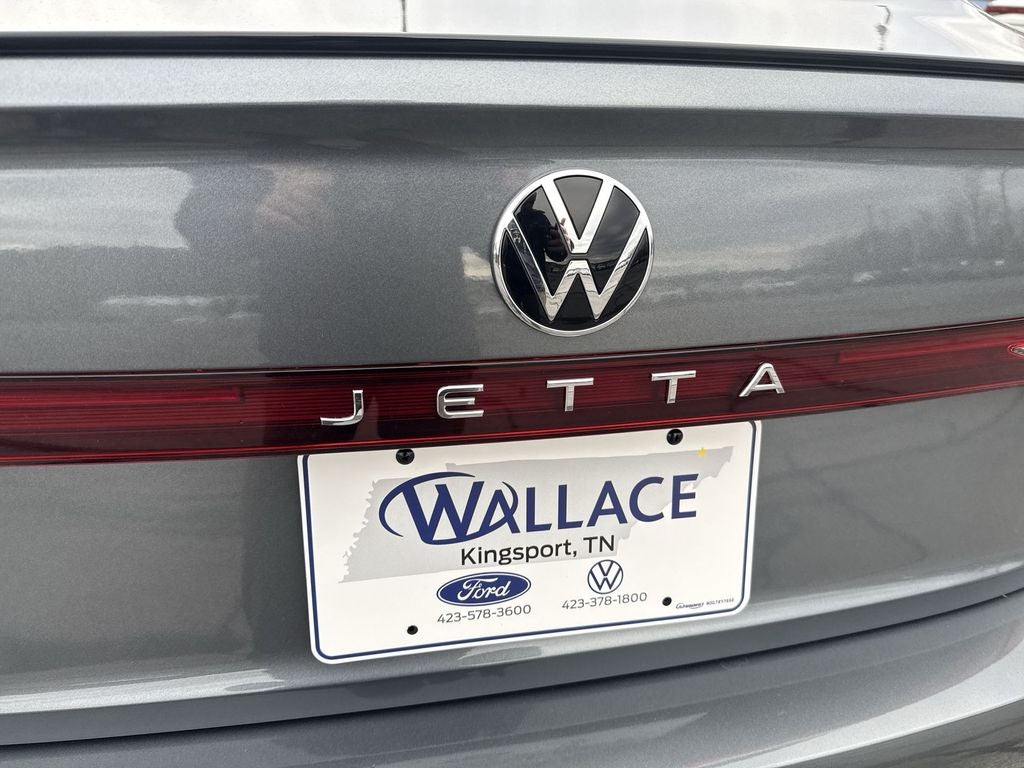 JETTA
WALLACE
Kingsport, TN
Ford
423-578-3600
423-378-1800